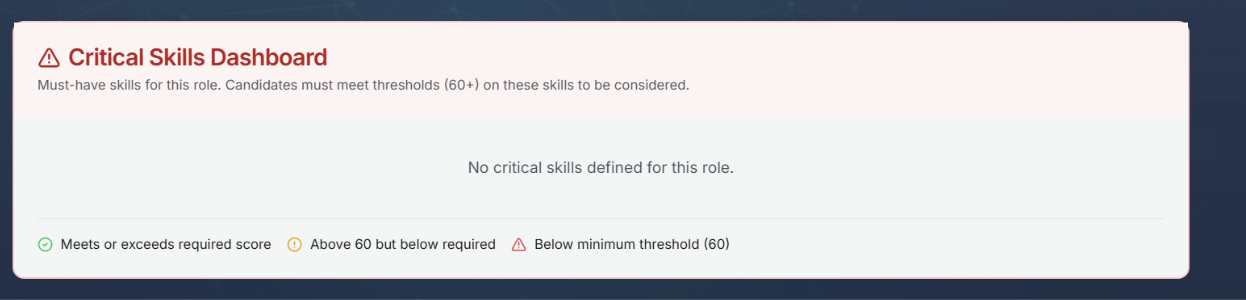 Critical Skills Dashboard
Must-have skills for this role. Candidates must meet thresholds (60+) on these skills to be considered.
No critical skills defined for this role.
Meets or exceeds required score Above 60 but below required Below minimum threshold (60)